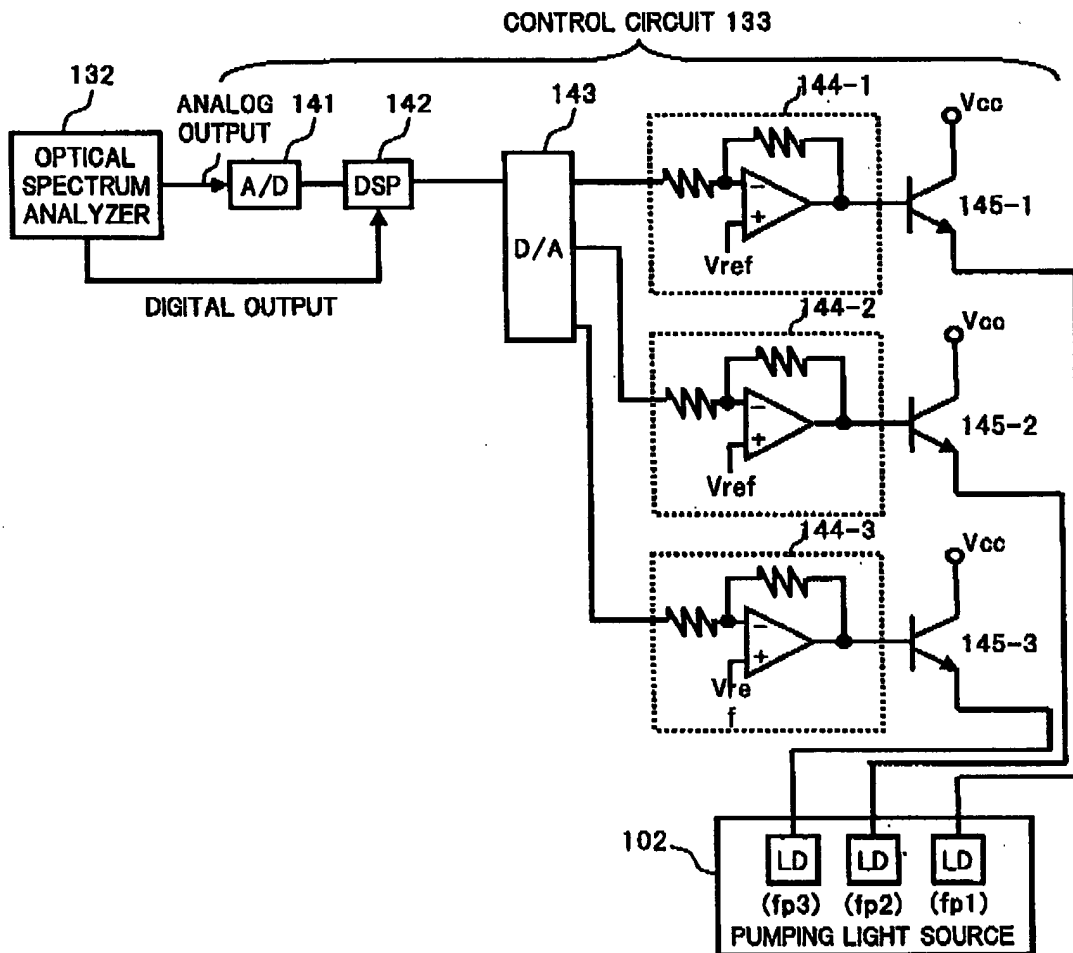 CONTROL CIRCUIT 133
132
ANALOG
OUTPUT
141
142
143
144-1
Vcc
OPTICAL
SPECTRUM
ANALYZER
A/D
DSP
D/A
−
+
Vref
145-1
DIGITAL OUTPUT
144-2
Vcc
−
+
Vref
145-2
144-3
Vcc
−
+
Vre
f
145-3
102
LD
LD
LD
(fp3)
(fp2)
(fp1)
PUMPING LIGHT SOURCE